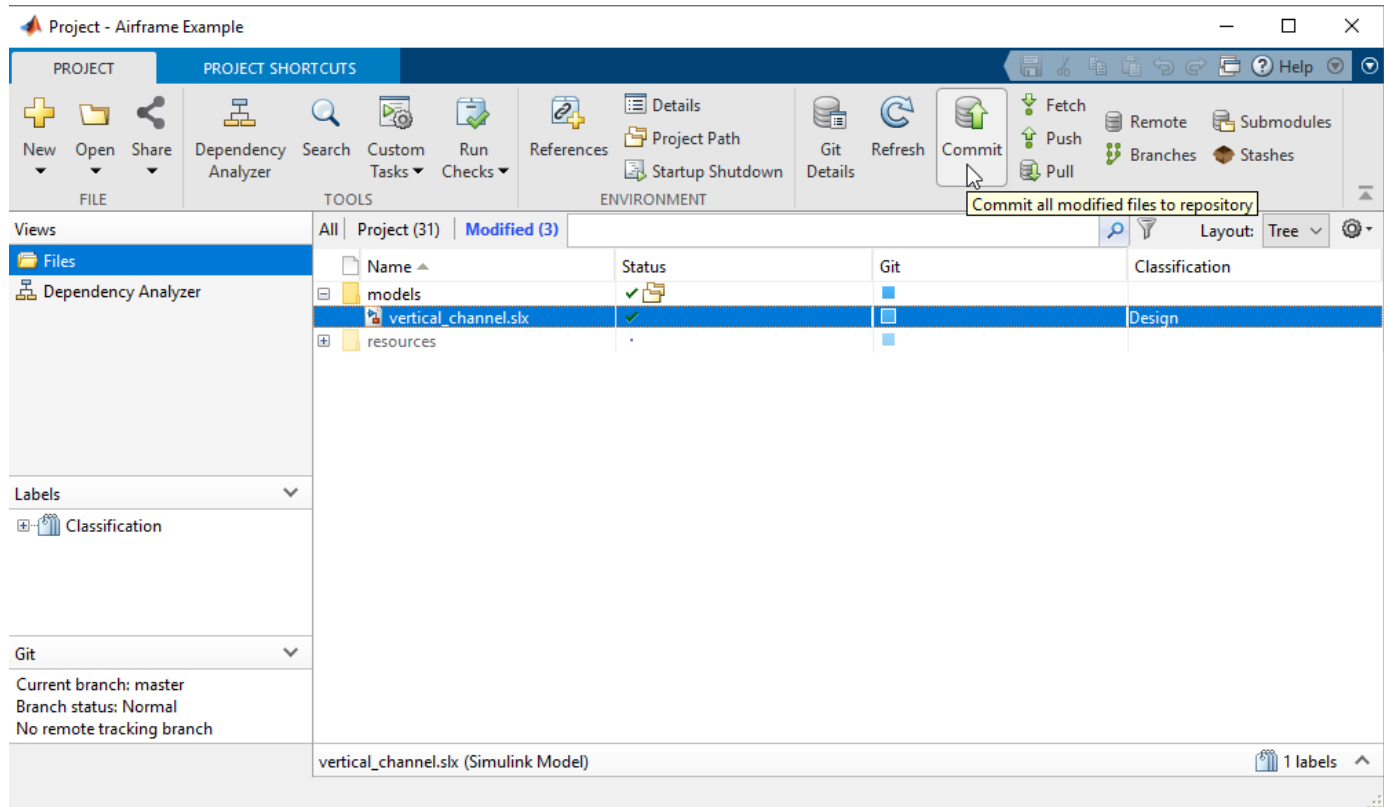 Project - Airframe Example
PROJECT PROJECT SHORTCUTS Help
New Open Share Dependency Analyzer Search Custom Tasks Run Checks References Details Project Path Startup Shutdown Git Details Refresh Commit Fetch Push Pull Remote Branches Submodules Stashes
FILE TOOLS ENVIRONMENT
Commit all modified files to repository
Views
All Project (31) Modified (3) Layout: Tree
Files
Dependency Analyzer
Name Status Git Classification
models
vertical_channel.slx Design
resources
Labels
Classification
Git
Current branch: master
Branch status: Normal
No remote tracking branch
vertical_channel.slx (Simulink Model) 1 labels